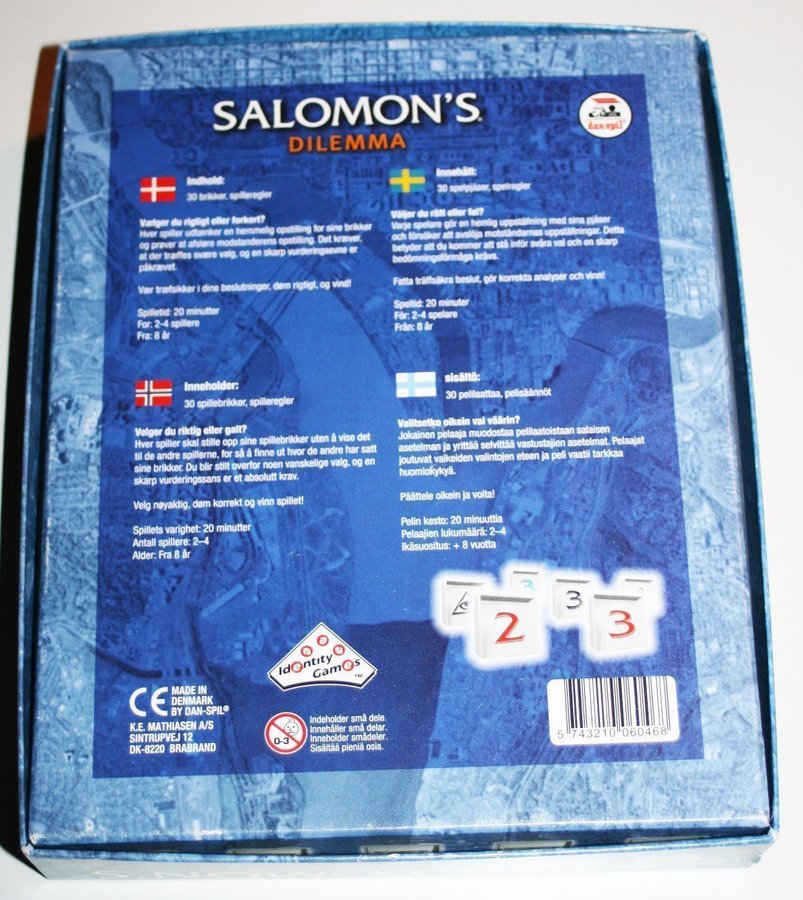 SALOMON'S
DILEMMA
dan-spil
Indhold:
30 brikker, spilleregler
Vælger du rigtigt eller forkert?
Hver spiller udtænker en hemmelig opstilling for sine brikker
og prøver at afsløre modstanderens opstilling. Det kræver,
at der træffes svære valg, og en skarp vurderingsevne er
påkrævet.
Vær træfsikker i dine beslutninger, døm rigtigt, og vind!
Spilletid: 20 minutter
For: 2-4 spillere
Fra: 8 år
Innehåll:
30 spelpjäser, spelregler
Väljer du rätt eller fel?
Varje spelare gör en hemlig uppställning med sina pjäser
och försöker att avslöja motståndarnas uppställningar. Detta
betyder att du kommer att stå inför svåra val och en skarp
bedömningsförmåga krävs.
Fatta träffsäkra beslut, gör korrekta analyser och vinn!
Speltid: 20 minuter
För: 2-4 spelare
Från: 8 år
Inneholder:
30 spillebrikker, spilleregler
Velger du riktig eller galt?
Hver spiller skal stille opp sine spillebrikker uten å vise det
til de andre spillerne, for så å finne ut hvor de andre har satt
sine brikker. Du blir stilt overfor noen vanskelige valg, og en
skarp vurderingssans er et absolutt krav.
Velg nøyaktig, døm korrekt og vinn spillet!
Spillets varighet: 20 minutter
Antall spillere: 2–4
Alder: Fra 8 år
sisältö:
30 pelilaattaa, pelisäännöt
Valitsetko oikein vai väärin?
Jokainen pelaaja muodostaa pelilaatoistaan salaisen
asetelman ja yrittää selvittää vastustajien asetelmat. Pelaajat
joutuvat vaikeiden valintojen eteen ja peli vaatii tarkkaa
huomiokykyä.
Päättele oikein ja voita!
Pelin kesto: 20 minuuttia
Pelaajien lukumäärä: 2–4
Ikäsuositus: + 8 vuotta
3
3
2
3
Identity
Games
TM
CE
MADE IN
DENMARK
BY DAN-SPIL®
K.E. MATHIASEN A/S
SINTRUPVEJ 12
DK-8220 BRABRAND
0-3
Indeholder små dele.
Innehåller små delar.
Inneholder smådeler.
Sisältää pieniä osia.
5 743210 060468